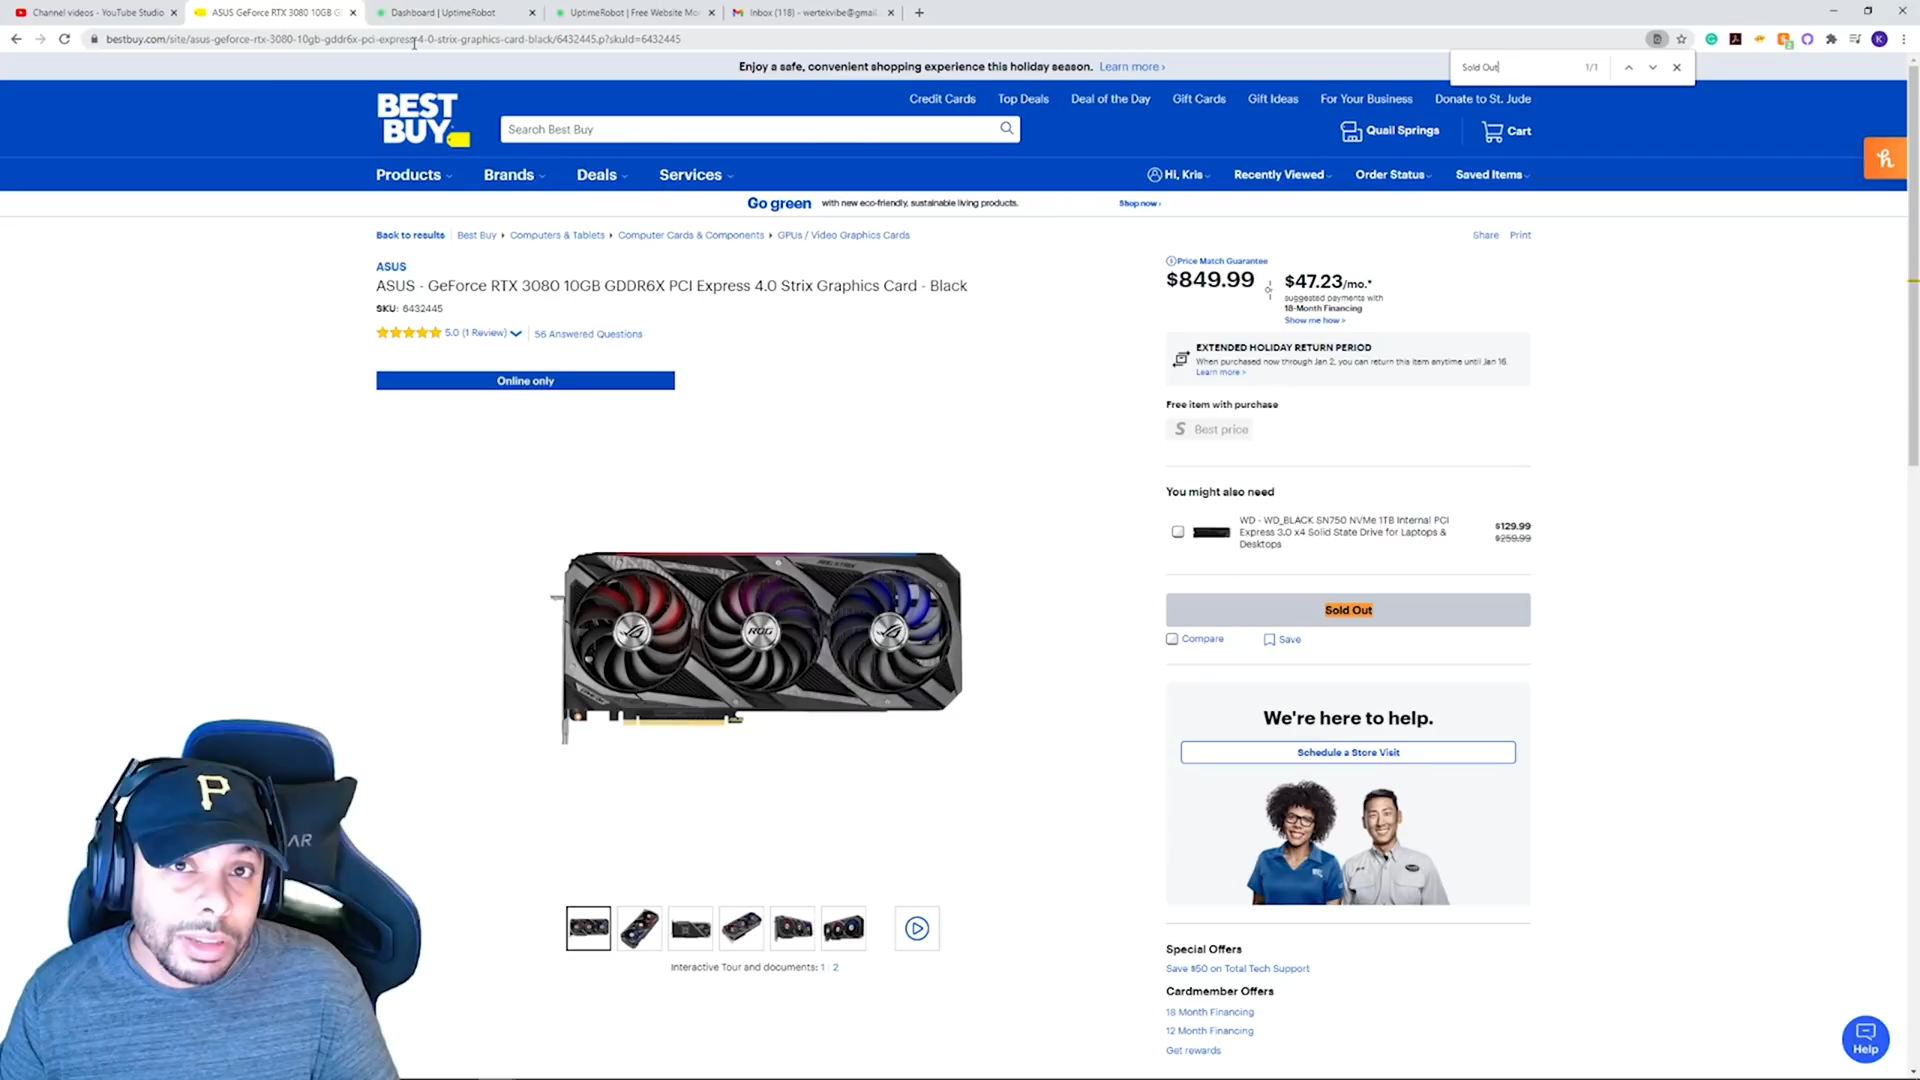 Channel videos - YouTube Studio
ASUS GeForce RTX 3080 10GB G
Dashboard | UptimeRobot
UptimeRobot | Free Website Mo
Inbox (118) - wertekvibe@gmail.
bestbuy.com/site/asus-geforce-rtx-3080-10gb-gddr6x-pci-express-4-0-strix-graphics-card-black/6432445.p?skuId=6432445
Enjoy a safe, convenient shopping experience this holiday season. Learn more ›
Sold Out 1/1
BEST BUY
Credit Cards Top Deals Deal of the Day Gift Cards Gift Ideas For Your Business Donate to St. Jude
Search Best Buy
Quail Springs
Cart
Products Brands Deals Services
Hi, Kris Recently Viewed Order Status Saved Items
Go green with new eco-friendly, sustainable living products. Shop now ›
Back to results Best Buy › Computers & Tablets › Computer Cards & Components › GPUs / Video Graphics Cards
Share Print
ASUS
ASUS - GeForce RTX 3080 10GB GDDR6X PCI Express 4.0 Strix Graphics Card - Black
SKU: 6432445
5.0 (1 Review)
56 Answered Questions
Online only
Price Match Guarantee
$849.99
or
$47.23/mo.*
suggested payments with
18-Month Financing
Show me how >
EXTENDED HOLIDAY RETURN PERIOD
When purchased now through Jan 2, you can return this item anytime until Jan 16.
Learn more >
Free item with purchase
S Best price
You might also need
WD - WD_BLACK SN750 NVMe 1TB Internal PCI
Express 3.0 x4 Solid State Drive for Laptops &
Desktops
$129.99
$259.99
Sold Out
Compare
Save
We're here to help.
Schedule a Store Visit
ROG
P
AR
Interactive Tour and documents: 1 | 2
Special Offers
Save $50 on Total Tech Support
Cardmember Offers
18 Month Financing
12 Month Financing
Get rewards
Help